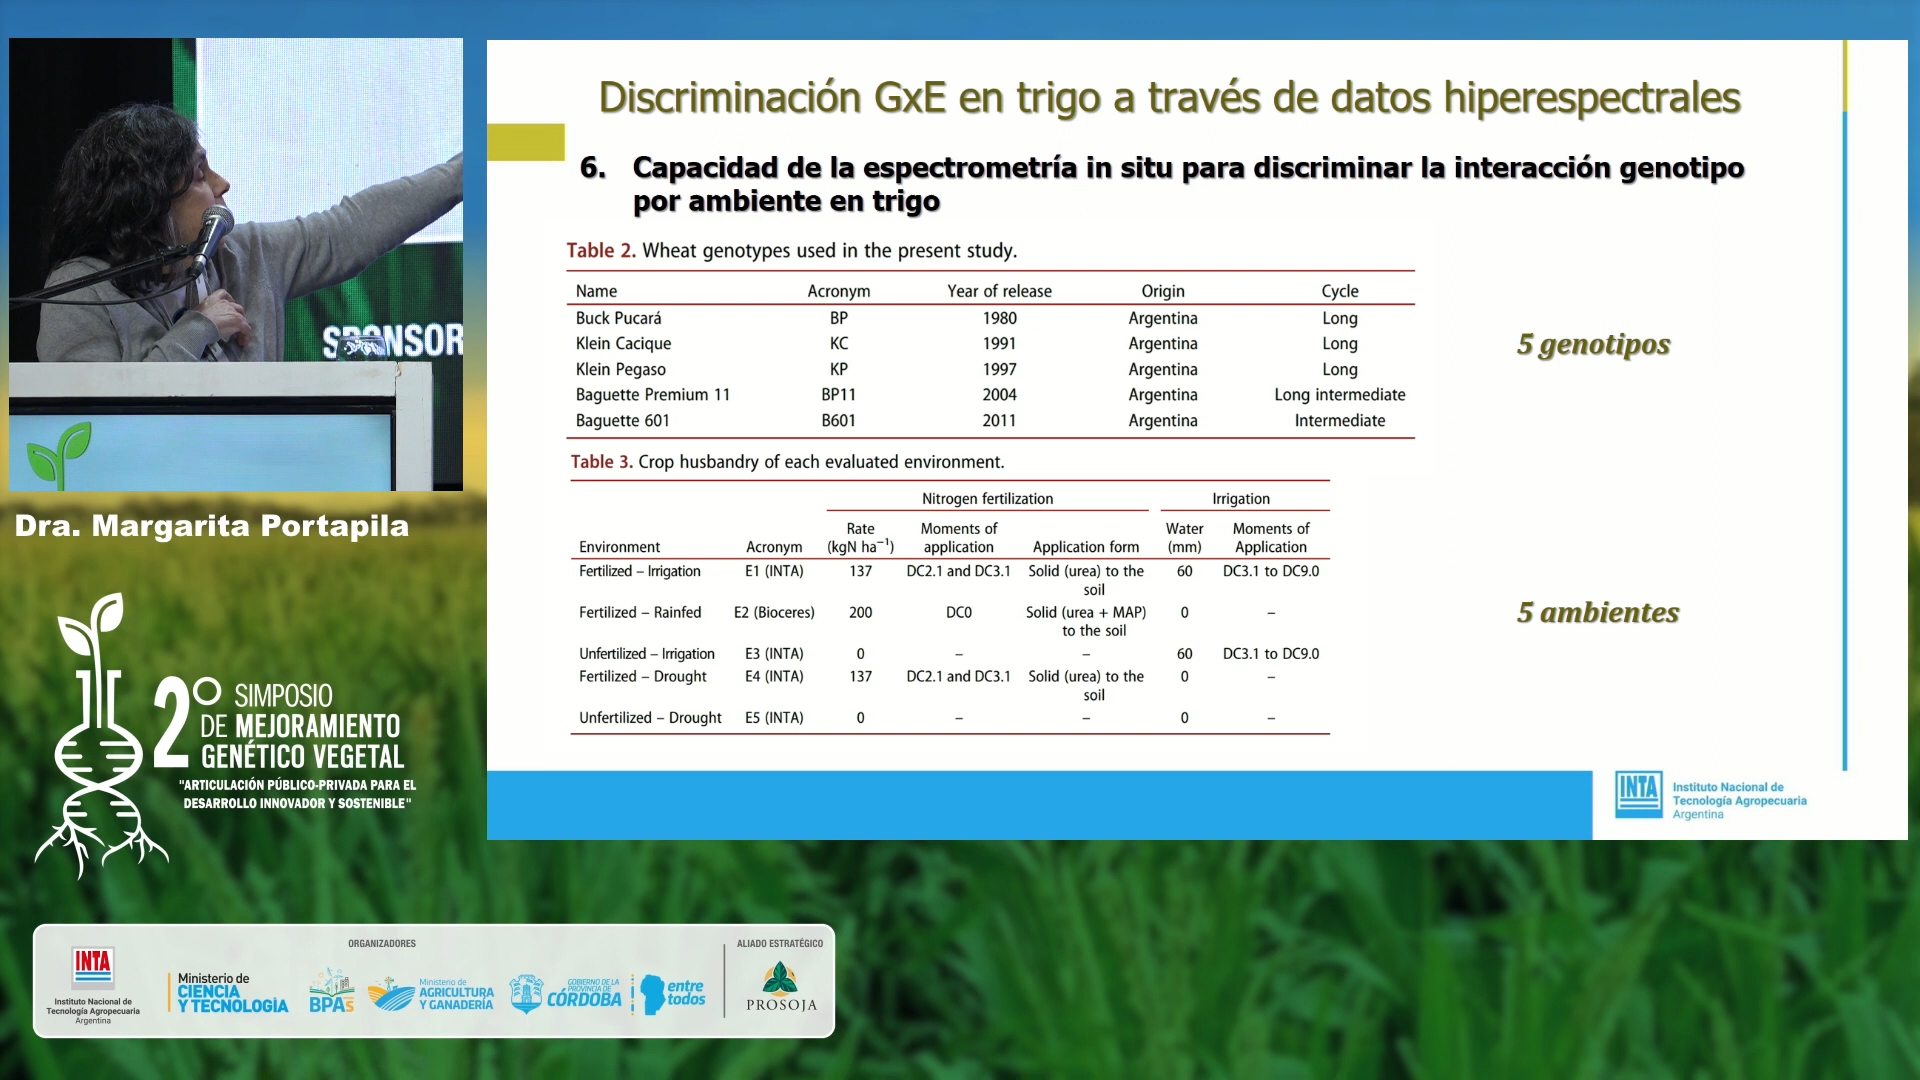 Discriminación GxE en trigo a través de datos hiperespectrales
6. Capacidad de la espectrometría in situ para discriminar la interacción genotipo
por ambiente en trigo
Table 2. Wheat genotypes used in the present study.
Name Acronym Year of release Origin Cycle
Buck Pucará BP 1980 Argentina Long
Klein Cacique KC 1991 Argentina Long
Klein Pegaso KP 1997 Argentina Long
Baguette Premium 11 BP11 2004 Argentina Long intermediate
Baguette 601 B601 2011 Argentina Intermediate
5 genotipos
Table 3. Crop husbandry of each evaluated environment.
Nitrogen fertilization Irrigation
Rate Moments of Water Moments of
Environment Acronym (kgN ha⁻¹) application Application form (mm) Application
Fertilized – Irrigation E1 (INTA) 137 DC2.1 and DC3.1 Solid (urea) to the 60 DC3.1 to DC9.0
soil
Fertilized – Rainfed E2 (Bioceres) 200 DC0 Solid (urea + MAP) 0 –
to the soil
Unfertilized – Irrigation E3 (INTA) 0 – – 60 DC3.1 to DC9.0
Fertilized – Drought E4 (INTA) 137 DC2.1 and DC3.1 Solid (urea) to the 0 –
soil
Unfertilized – Drought E5 (INTA) 0 – – 0 –
5 ambientes
INTA
Instituto Nacional de
Tecnología Agropecuaria
Argentina
SPONSOR
Dra. Margarita Portapila
2° SIMPOSIO
DE MEJORAMIENTO
GENÉTICO VEGETAL
"ARTICULACIÓN PÚBLICO-PRIVADA PARA EL
DESARROLLO INNOVADOR Y SOSTENIBLE"
ORGANIZADORES
ALIADO ESTRATÉGICO
INTA
Instituto Nacional de
Tecnología Agropecuaria
Argentina
Ministerio de
CIENCIA
Y TECNOLOGÍA
BPAs
Ministerio de
AGRICULTURA
Y GANADERÍA
GOBIERNO DE LA
PROVINCIA DE
CÓRDOBA
entre
todos
PROSOJA